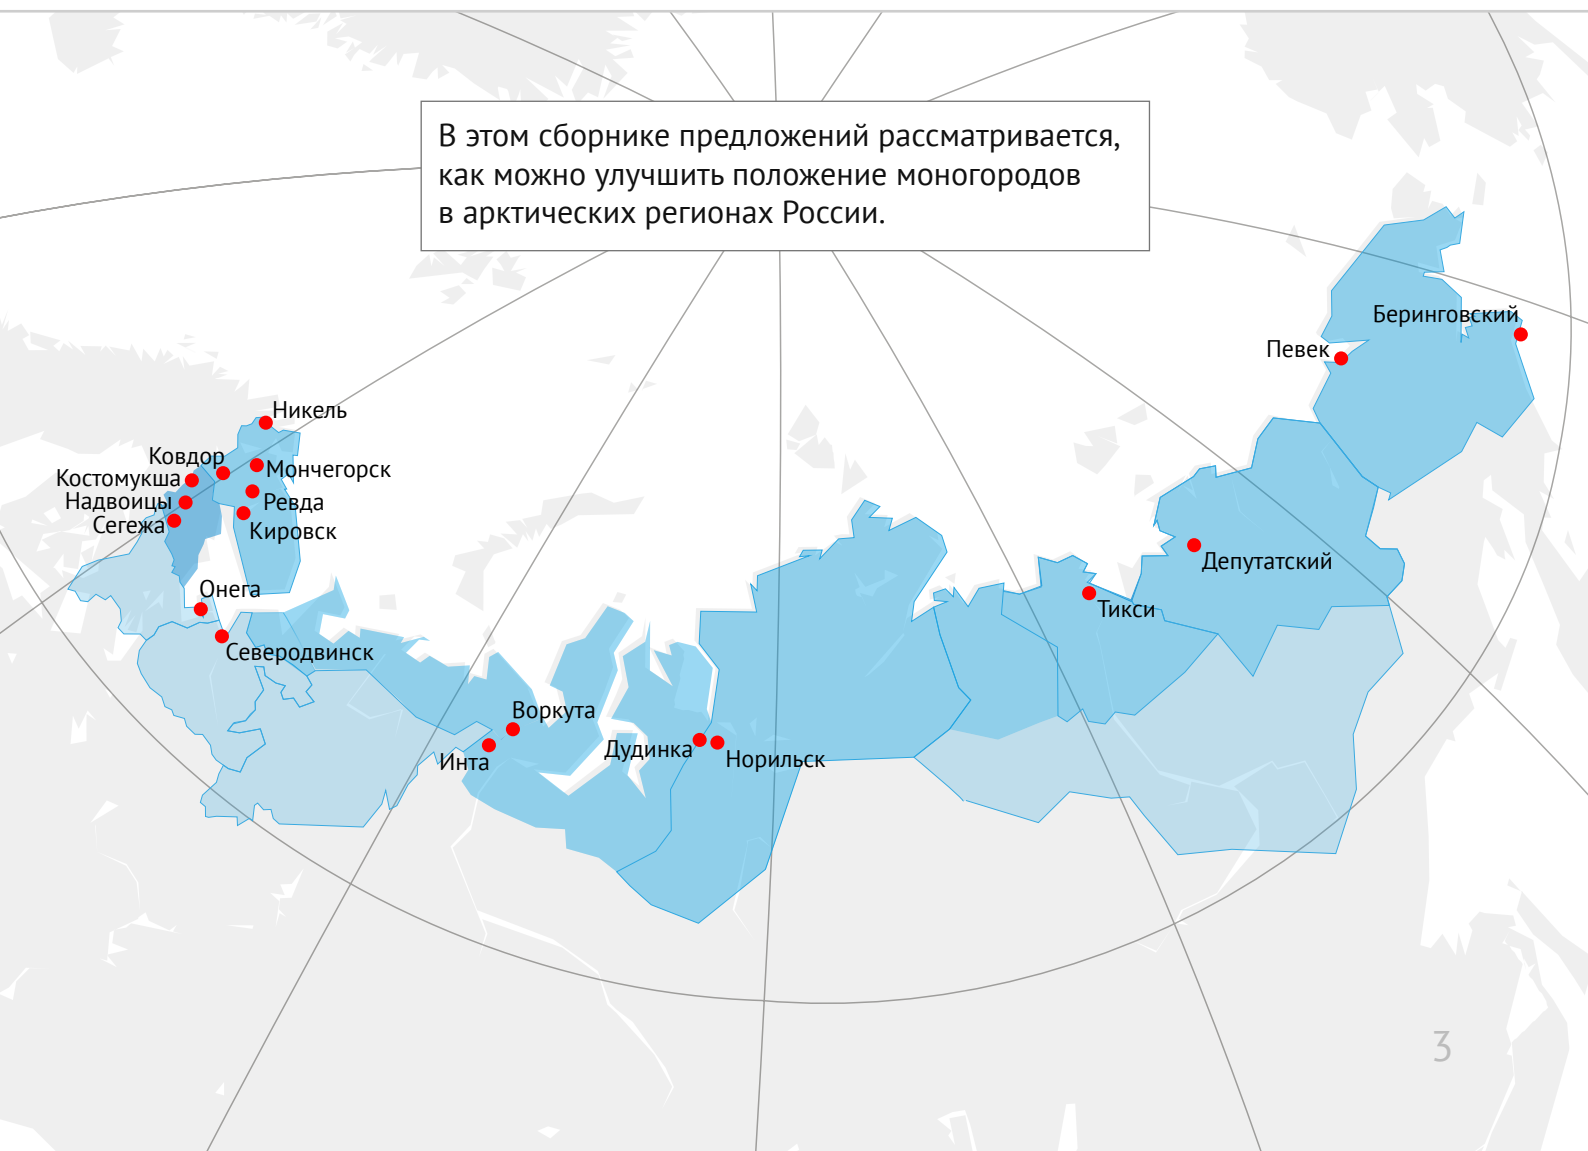 В этом сборнике предложений рассматривается,
как можно улучшить положение моногородов
в арктических регионах России.
Беринговский
Певек
Никель
Ковдор
Мончегорск
Костомукша
Надвоицы
Ревда
Сегежа
Кировск
Депутатский
Онега
Тикси
Северодвинск
Воркута
Дудинка
Норильск
Инта
3